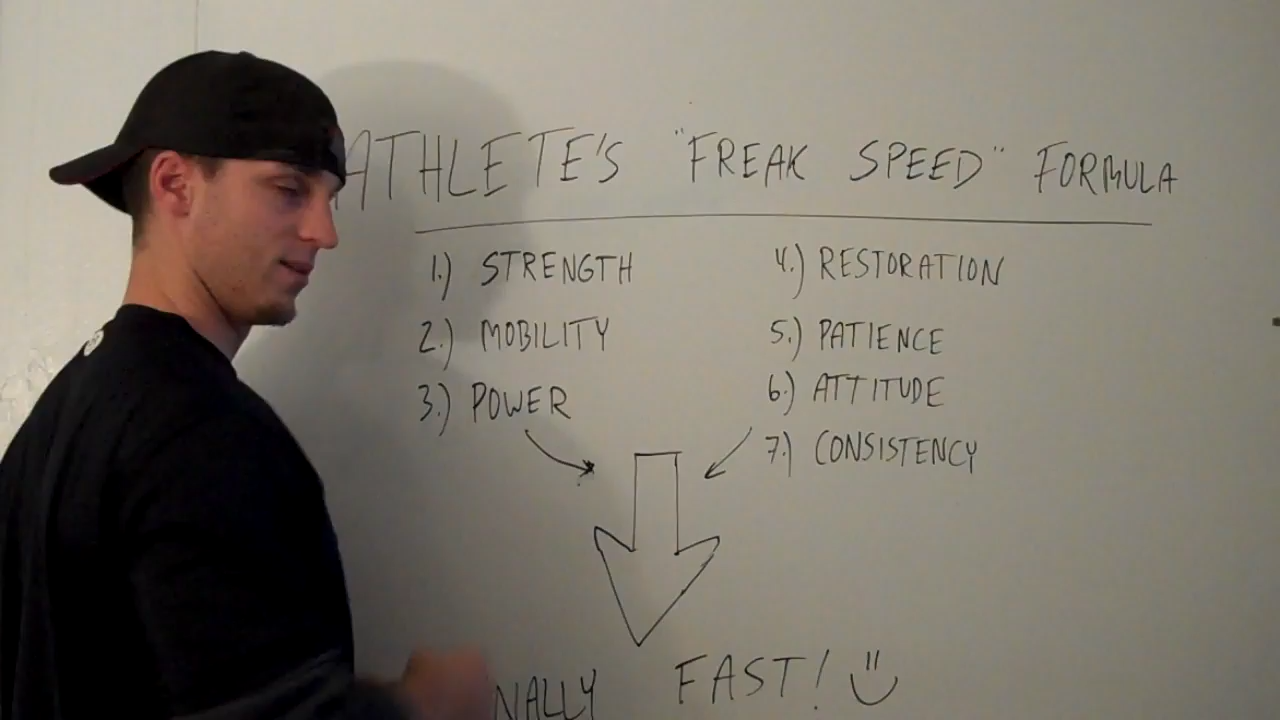 ATHLETE'S "FREAK SPEED" FORMULA
1.) STRENGTH
2.) MOBILITY
3.) POWER
4.) RESTORATION
5.) PATIENCE
6.) ATTITUDE
7.) CONSISTENCY
FAST!